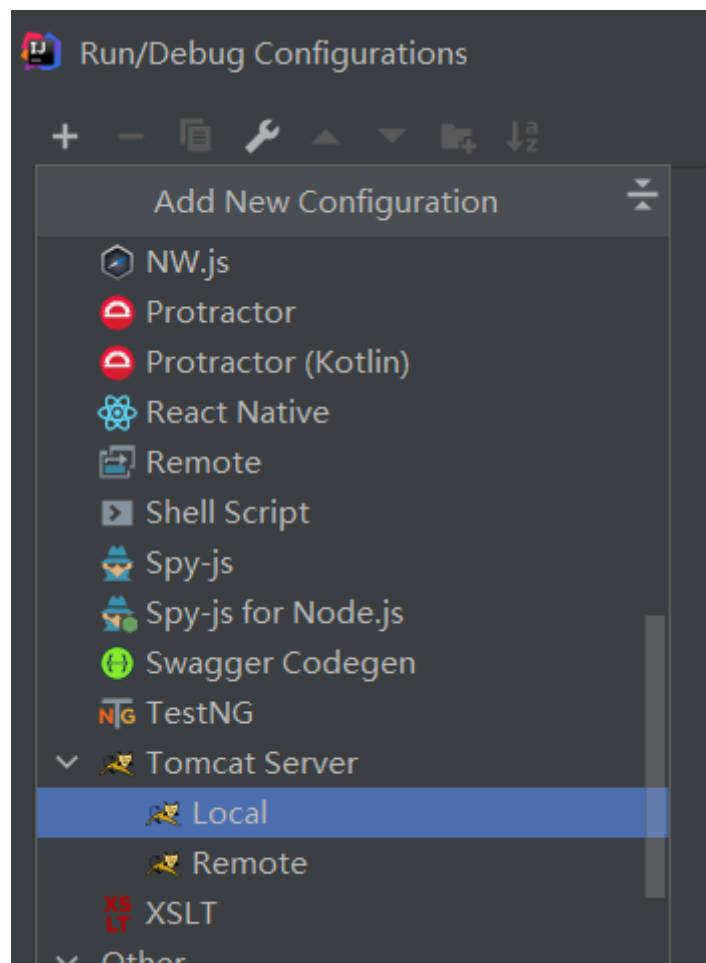 Run/Debug Configurations
Add New Configuration
NW.js
Protractor
Protractor (Kotlin)
React Native
Remote
Shell Script
Spy-js
Spy-js for Node.js
Swagger Codegen
TestNG
Tomcat Server
Local
Remote
XSLT
Other